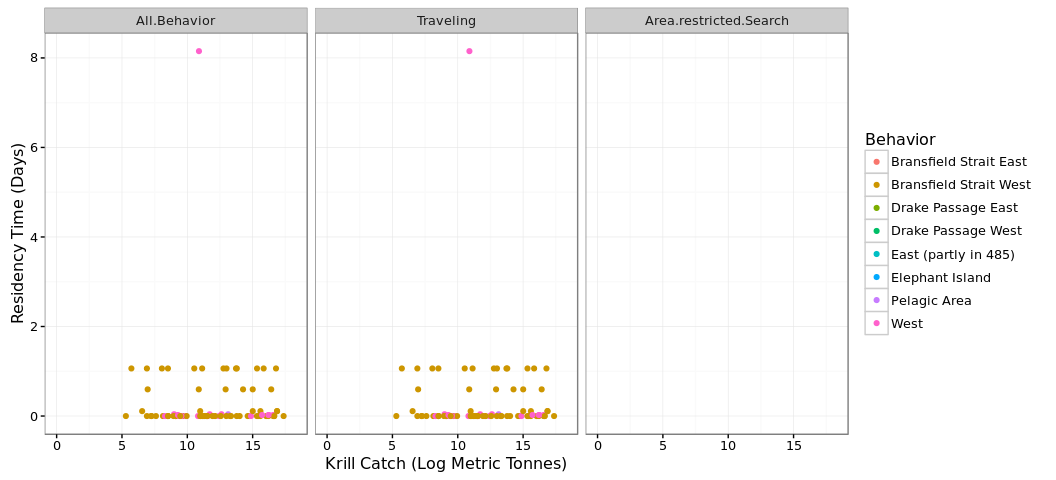 All.Behavior Traveling Area.restricted.Search
8
6
4
2
0
Residency Time (Days)
0 5 10 15 0 5 10 15 0 5 10 15
Krill Catch (Log Metric Tonnes)
Behavior
Bransfield Strait East
Bransfield Strait West
Drake Passage East
Drake Passage West
East (partly in 485)
Elephant Island
Pelagic Area
West